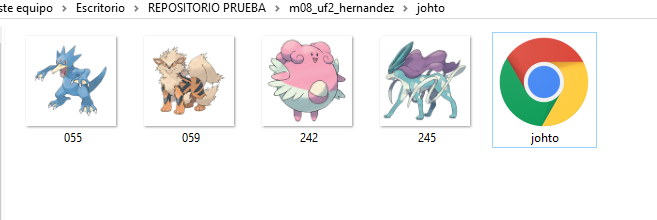 ste equipo > Escritorio > REPOSITORIO PRUEBA > m08_uf2_hernandez > johto
055 059 242 245 johto